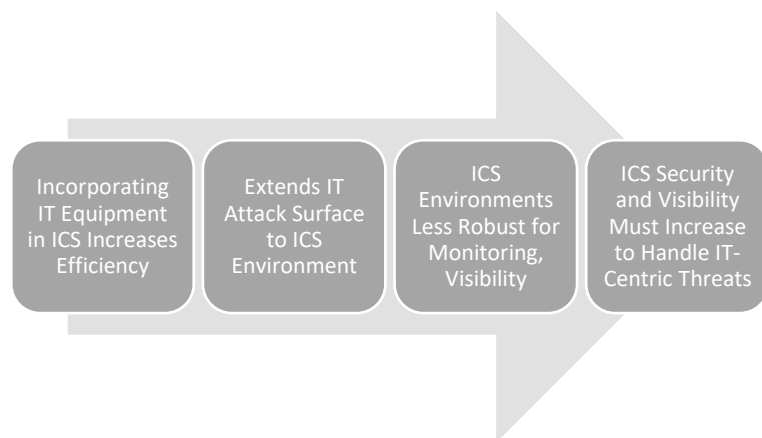 Incorporating
IT Equipment
in ICS Increases
Efficiency
Extends IT
Attack Surface
to ICS
Environment
ICS
Environments
Less Robust for
Monitoring,
Visibility
ICS Security
and Visibility
Must Increase
to Handle IT-
Centric Threats